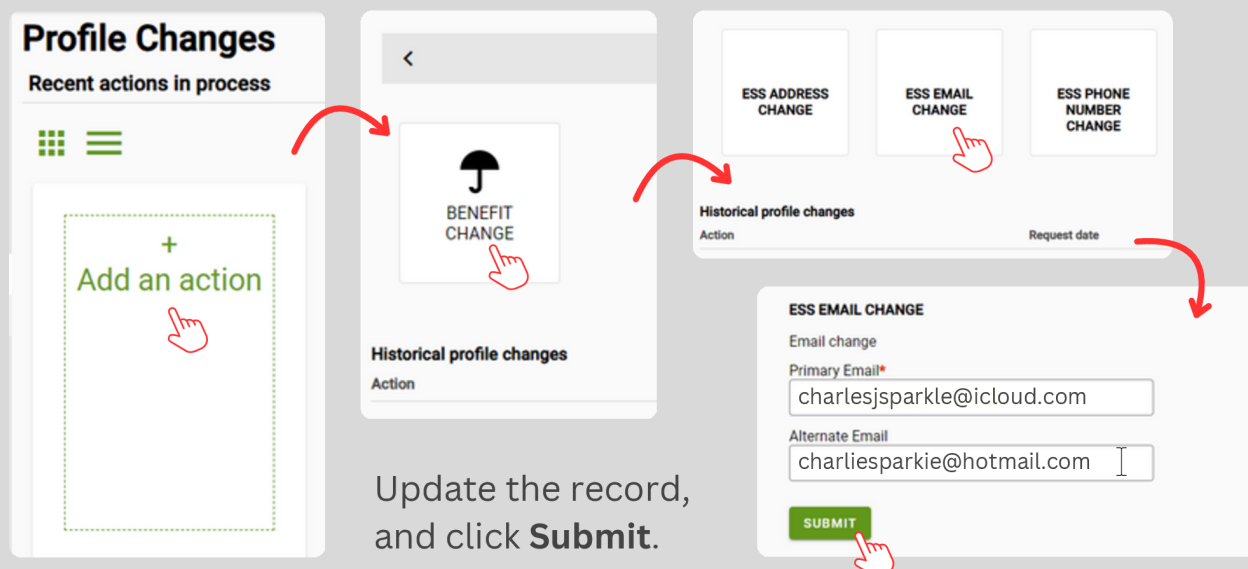 Profile Changes
Recent actions in process
+
Add an action
BENEFIT
CHANGE
Historical profile changes
Action
ESS ADDRESS
CHANGE
ESS EMAIL
CHANGE
ESS PHONE
NUMBER
CHANGE
Historical profile changes
Action Request date
ESS EMAIL CHANGE
Email change
Primary Email*
charlesjsparkle@icloud.com
Alternate Email
charliesparkie@hotmail.com
SUBMIT
Update the record,
and click Submit.